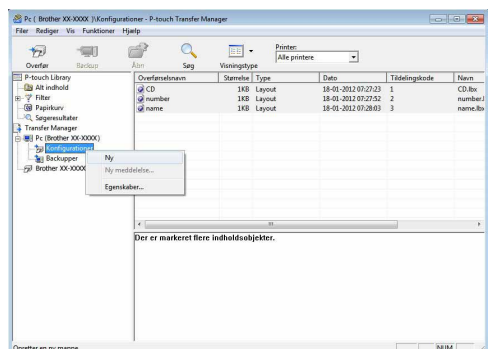 Pc ( Brother XX-XXXX )\Konfigurationer - P-touch Transfer Manager
Filer Rediger Vis Funktioner Hjælp
Overfør Backup Åbn Søg Visningstype
Printer:
Alle printere
P-touch Library
Alt indhold
Filter
Papirkurv
Søgeresultater
Transfer Manager
Pc (Brother XX-XXXX)
Konfigurationer
Backupper
Brother XX-XXXX
Ny
Ny meddelelse...
Egenskaber...
Overførselsnavn Størrelse Type Dato Tildelingskode Navn
CD 1KB Layout 18-01-2012 07:27:23 1 CD.lbx
number 1KB Layout 18-01-2012 07:27:52 2 number.l
name 1KB Layout 18-01-2012 07:28:03 3 name.lbx
Der er markeret flere indholdsobjekter.
Opretter en ny mappe. NUM